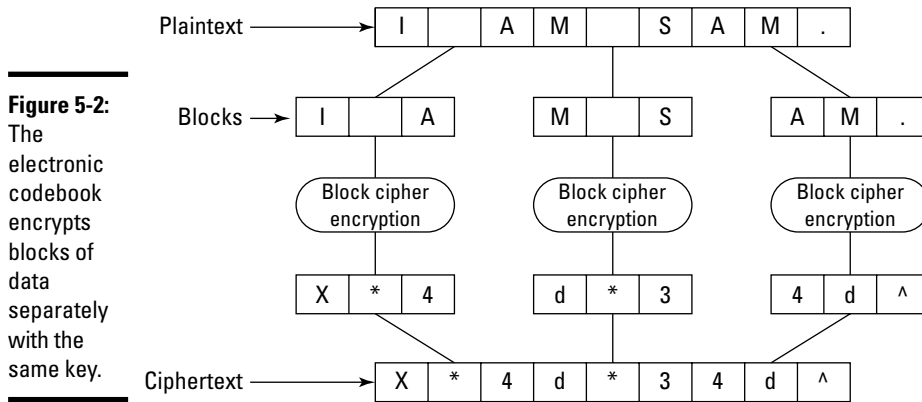 Plaintext
I A M S A M .
Figure 5-2:
The
electronic
codebook
encrypts
blocks of
data
separately
with the
same key.
Blocks
I A
M S
A M .
Block cipher
encryption
Block cipher
encryption
Block cipher
encryption
X * 4
d * 3
4 d ^
Ciphertext
X * 4 d * 3 4 d ^